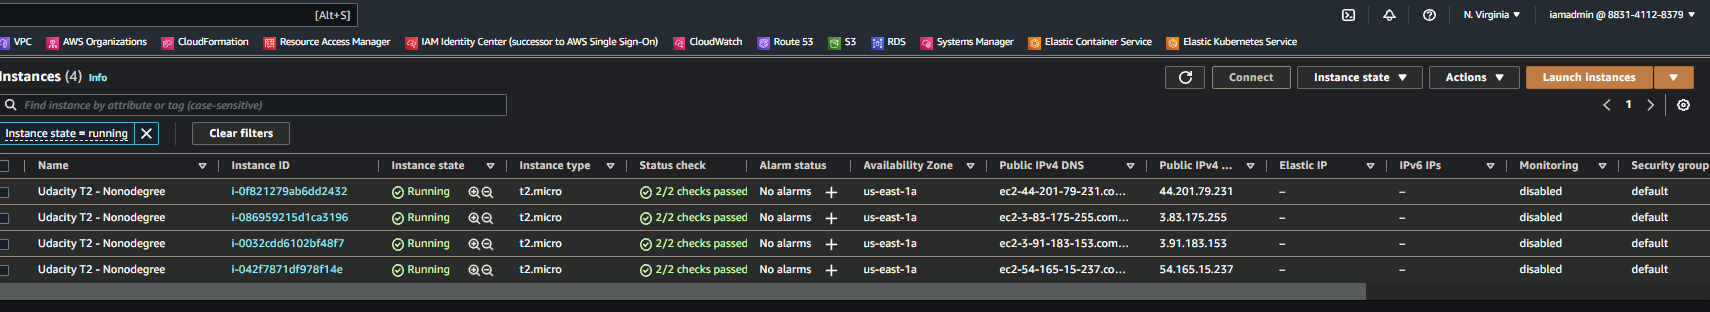 [Alt+S] N. Virginia ▼ iamadmin @ 8831-4112-8379 ▼
VPC AWS Organizations CloudFormation Resource Access Manager IAM Identity Center (successor to AWS Single Sign-On) CloudWatch Route 53 S3 RDS Systems Manager Elastic Container Service Elastic Kubernetes Service
Instances (4) Info Connect Instance state ▼ Actions ▼ Launch instances ▼
Find instance by attribute or tag (case-sensitive) < 1 >
Instance state = running X Clear filters
Name Instance ID Instance state Instance type Status check Alarm status Availability Zone Public IPv4 DNS Public IPv4 ... Elastic IP IPv6 IPs Monitoring Security group
Udacity T2 - Nonodegree i-0f821279ab6dd2432 Running t2.micro 2/2 checks passed No alarms + us-east-1a ec2-44-201-79-231.co... 44.201.79.231 – – disabled default
Udacity T2 - Nonodegree i-086959215d1ca3196 Running t2.micro 2/2 checks passed No alarms + us-east-1a ec2-3-83-175-255.com... 3.83.175.255 – – disabled default
Udacity T2 - Nonodegree i-0032cdd6102bf48f7 Running t2.micro 2/2 checks passed No alarms + us-east-1a ec2-3-91-183-153.com... 3.91.183.153 – – disabled default
Udacity T2 - Nonodegree i-042f7871df978f14e Running t2.micro 2/2 checks passed No alarms + us-east-1a ec2-54-165-15-237.co... 54.165.15.237 – – disabled default